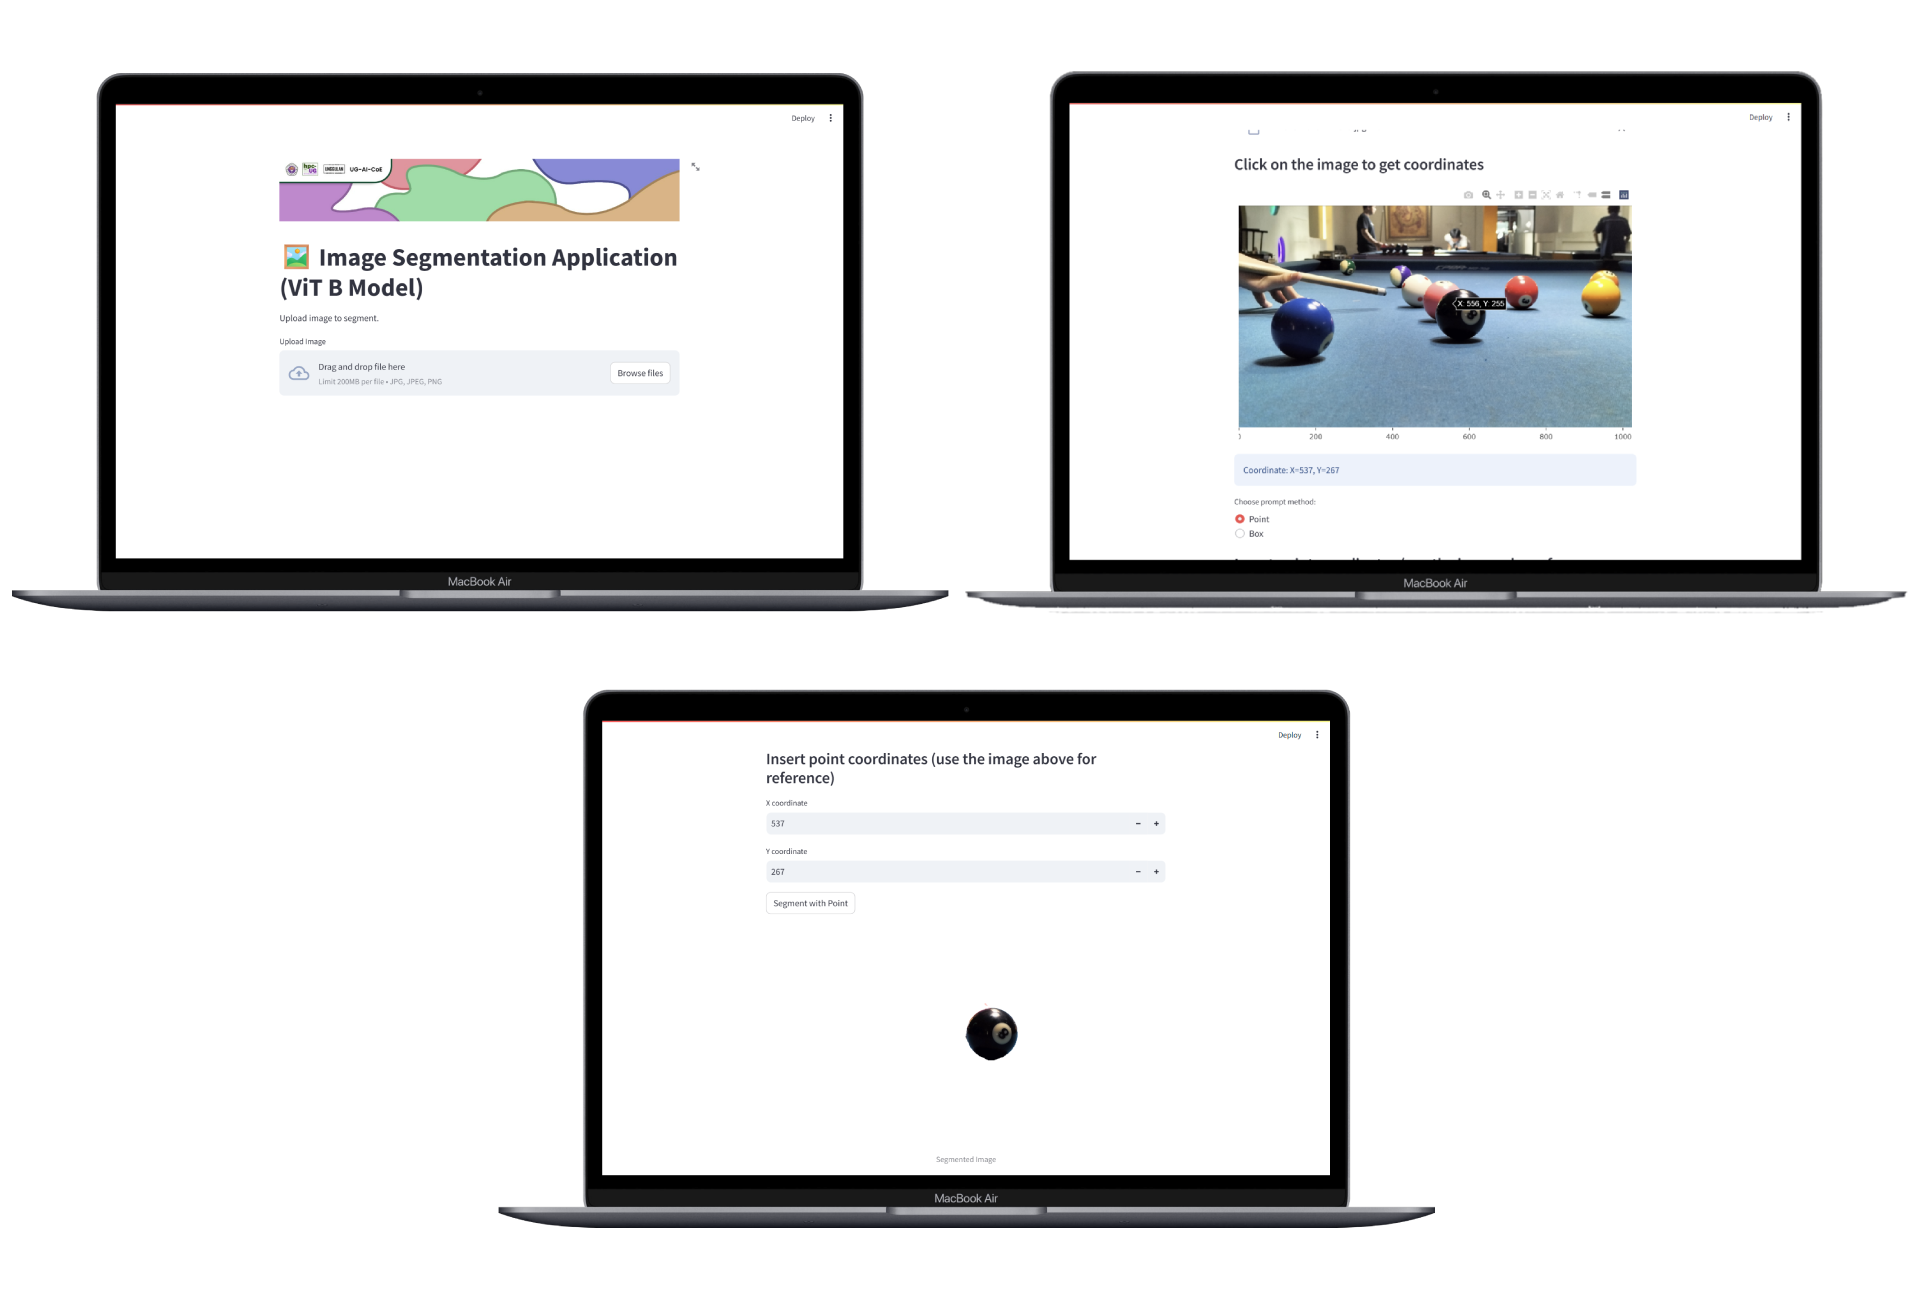 Deploy
hpc-UG
UG-AI-CoE
Image Segmentation Application
(ViT B Model)
Upload image to segment.
Upload Image
Drag and drop file here
Limit 200MB per file • JPG, JPEG, PNG
Browse files
MacBook Air
Deploy
Click on the image to get coordinates
X: 556, Y: 255
8
200
400
600
800
1000
Coordinate: X=537, Y=267
Choose prompt method:
Point
Box
MacBook Air
Deploy
Insert point coordinates (use the image above for
reference)
X coordinate
537
- +
Y coordinate
267
- +
Segment with Point
8
Segmented Image
MacBook Air